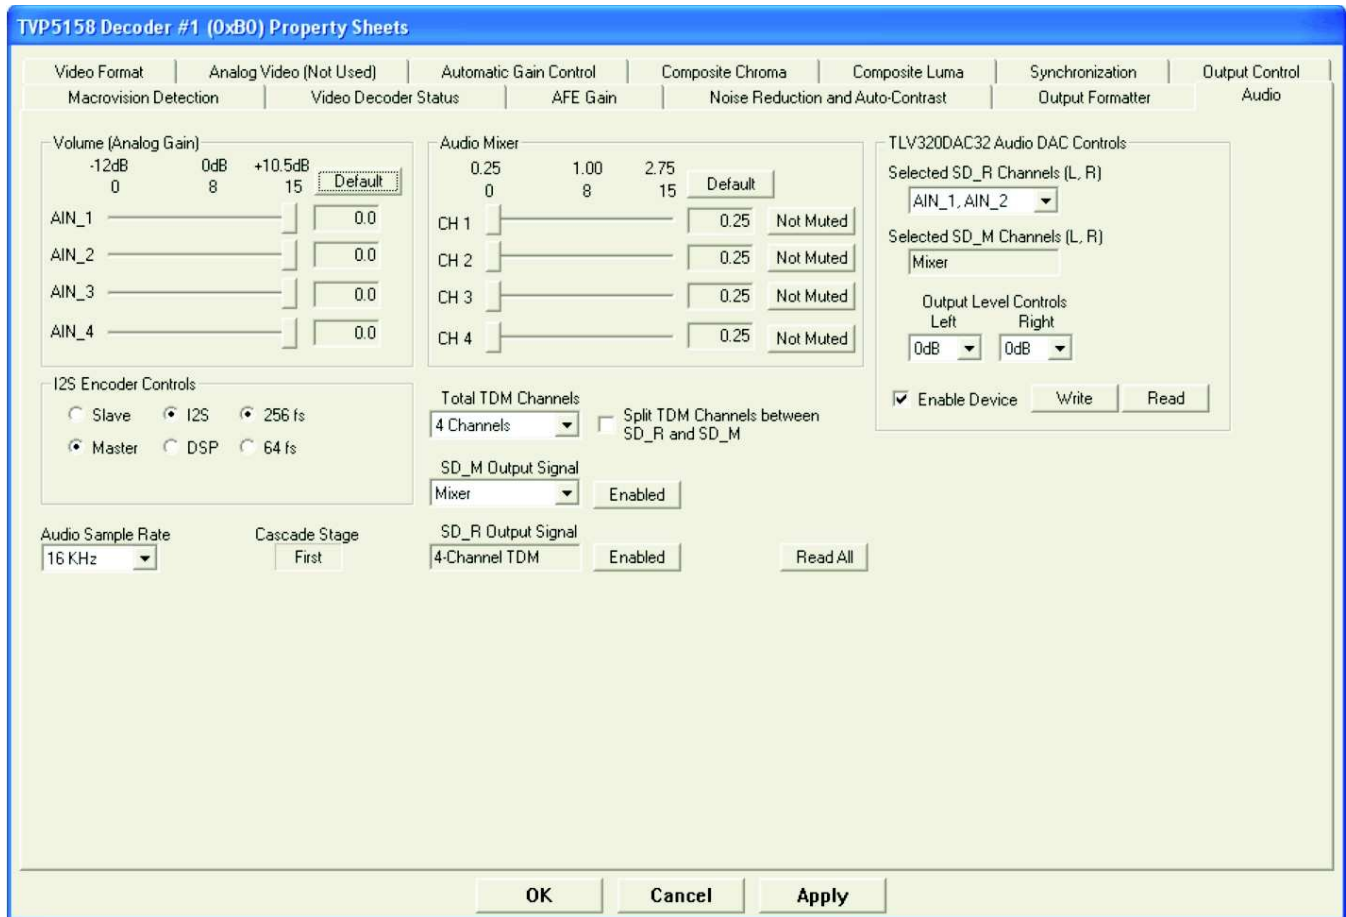 TVP5158 Decoder #1 (0xB0) Property Sheets
Video Format
Analog Video (Not Used)
Automatic Gain Control
Composite Chroma
Composite Luma
Synchronization
Output Control
Macrovision Detection
Video Decoder Status
AFE Gain
Noise Reduction and Auto-Contrast
Output Formatter
Audio
Volume (Analog Gain)
-12dB 0dB +10.5dB
0 8 15 Default
AIN_1 0.0
AIN_2 0.0
AIN_3 0.0
AIN_4 0.0
Audio Mixer
0.25 1.00 2.75
0 8 15 Default
CH 1 0.25 Not Muted
CH 2 0.25 Not Muted
CH 3 0.25 Not Muted
CH 4 0.25 Not Muted
TLV320DAC32 Audio DAC Controls
Selected SD_R Channels (L, R)
AIN_1, AIN_2
Selected SD_M Channels (L, R)
Mixer
Output Level Controls
Left Right
0dB 0dB
Enable Device Write Read
I2S Encoder Controls
Slave I2S 256 fs
Master DSP 64 fs
Total TDM Channels
4 Channels
Split TDM Channels between
SD_R and SD_M
SD_M Output Signal
Mixer Enabled
Audio Sample Rate
16 KHz
Cascade Stage
First
SD_R Output Signal
4-Channel TDM Enabled
Read All
OK Cancel Apply